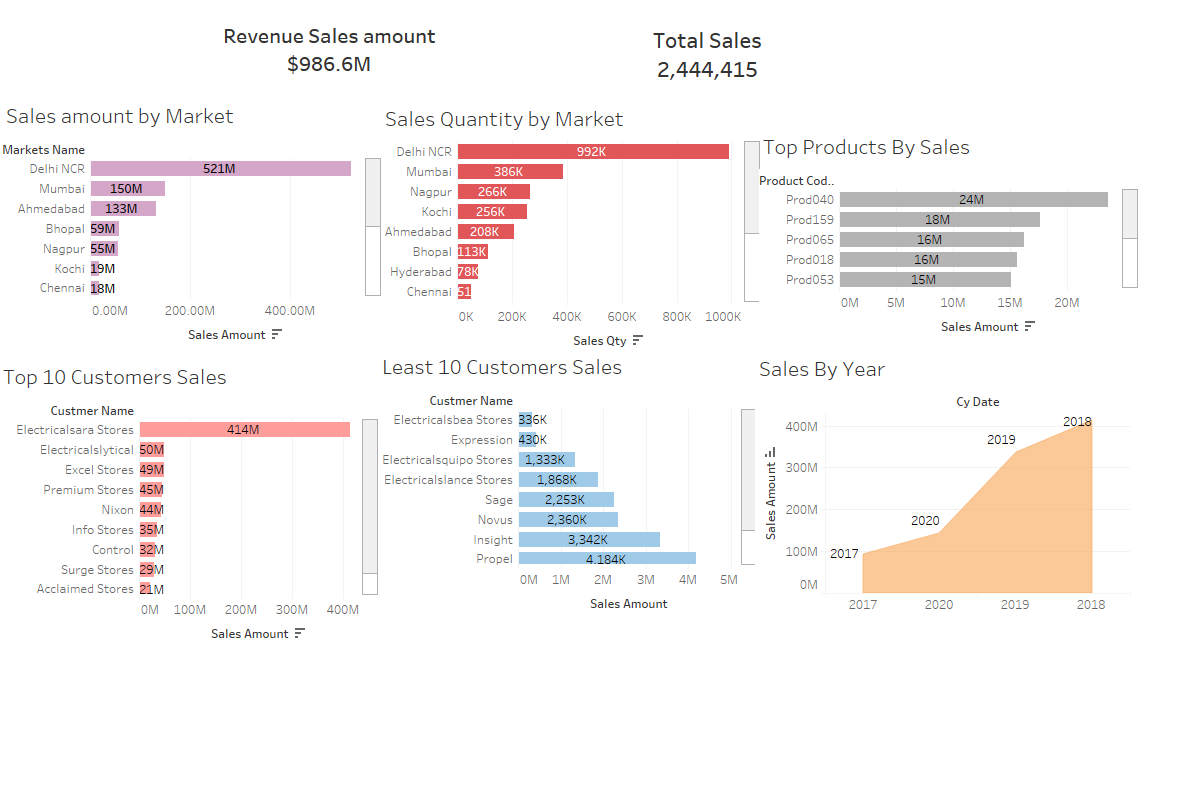 Revenue Sales amount
$986.6M
Total Sales
2,444,415
Sales amount by Market
Markets Name
Delhi NCR 521M
Mumbai 150M
Ahmedabad 133M
Bhopal 59M
Nagpur 55M
Kochi 19M
Chennai 18M
0.00M 200.00M 400.00M
Sales Amount
Sales Quantity by Market
Delhi NCR 992K
Mumbai 386K
Nagpur 266K
Kochi 256K
Ahmedabad 208K
Bhopal 113K
Hyderabad 78K
Chennai 51
0K 200K 400K 600K 800K 1000K
Sales Qty
Top Products By Sales
Product Cod..
Prod040 24M
Prod159 18M
Prod065 16M
Prod018 16M
Prod053 15M
0M 5M 10M 15M 20M
Sales Amount
Top 10 Customers Sales
Custmer Name
Electricalsara Stores 414M
Electricalslytical 50M
Excel Stores 49M
Premium Stores 45M
Nixon 44M
Info Stores 35M
Control 32M
Surge Stores 29M
Acclaimed Stores 21M
0M 100M 200M 300M 400M
Sales Amount
Least 10 Customers Sales
Custmer Name
Electricalsbea Stores 336K
Expression 430K
Electricalsquipo Stores 1,333K
Electricalslance Stores 1,868K
Sage 2,253K
Novus 2,360K
Insight 3,342K
Propel 4,184K
0M 1M 2M 3M 4M 5M
Sales Amount
Sales By Year
Cy Date
Sales Amount
400M
300M
200M
100M
0M
2017
2020
2019
2018
2017 2020 2019 2018